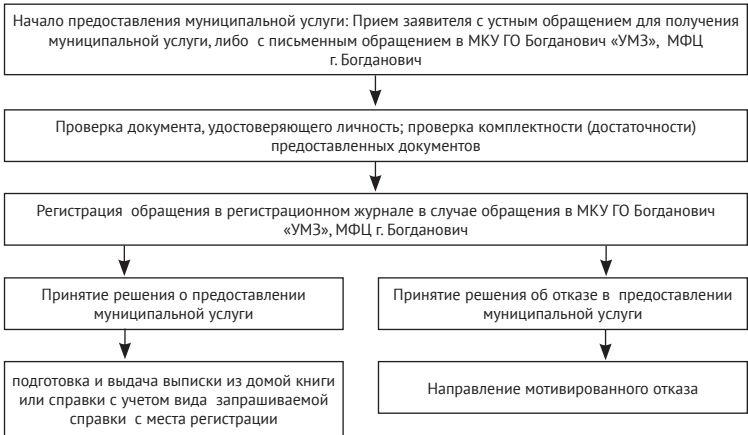 Начало предоставления муниципальной услуги: Прием заявителя с устным обращением для получения
муниципальной услуги, либо с письменным обращением в МКУ ГО Богданович «УМЗ», МФЦ
г. Богданович
Проверка документа, удостоверяющего личность; проверка комплектности (достаточности)
предоставленных документов
Регистрация обращения в регистрационном журнале в случае обращения в МКУ ГО Богданович
«УМЗ», МФЦ г. Богданович
Принятие решения о предоставлении
муниципальной услуги
Принятие решения об отказе в предоставлении
муниципальной услуги
подготовка и выдача выписки из домой книги
или справки с учетом вида запрашиваемой
справки с места регистрации
Направление мотивированного отказа